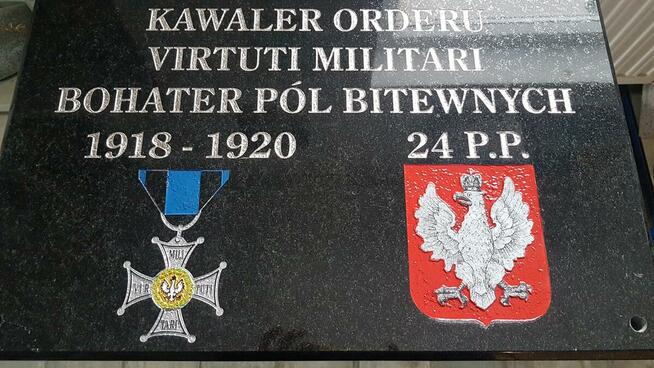 KAWALER ORDERU
VIRTUTI MILITARI
BOHATER PÓL BITEWNYCH
1918 - 1920 24 P.P.
MILI
VIR TUTI
TARI